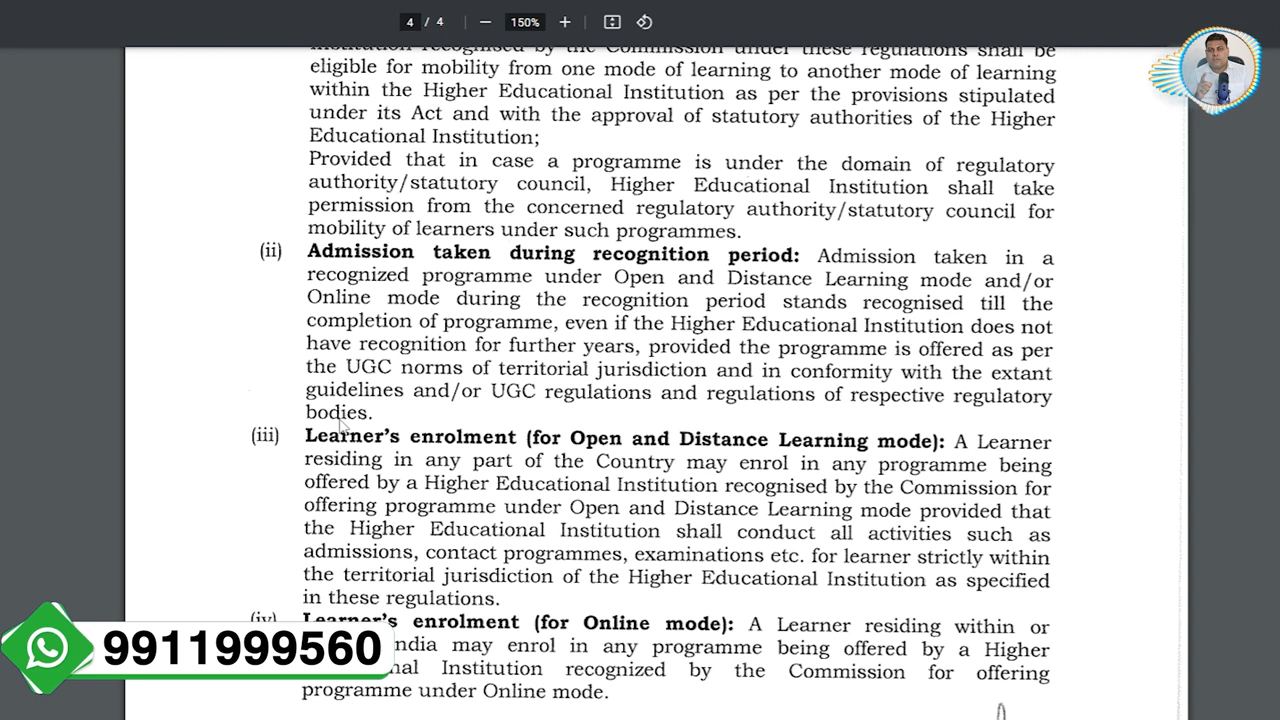 4 / 4 − 150% +
institution recognised by the Commission under these regulations shall be
eligible for mobility from one mode of learning to another mode of learning
within the Higher Educational Institution as per the provisions stipulated
under its Act and with the approval of statutory authorities of the Higher
Educational Institution;
Provided that in case a programme is under the domain of regulatory
authority/statutory council, Higher Educational Institution shall take
permission from the concerned regulatory authority/statutory council for
mobility of learners under such programmes.
(ii) Admission taken during recognition period: Admission taken in a
recognized programme under Open and Distance Learning mode and/or
Online mode during the recognition period stands recognised till the
completion of programme, even if the Higher Educational Institution does not
have recognition for further years, provided the programme is offered as per
the UGC norms of territorial jurisdiction and in conformity with the extant
guidelines and/or UGC regulations and regulations of respective regulatory
bodies.
(iii) Learner's enrolment (for Open and Distance Learning mode): A Learner
residing in any part of the Country may enrol in any programme being
offered by a Higher Educational Institution recognised by the Commission for
offering programme under Open and Distance Learning mode provided that
the Higher Educational Institution shall conduct all activities such as
admissions, contact programmes, examinations etc. for learner strictly within
the territorial jurisdiction of the Higher Educational Institution as specified
in these regulations.
(iv) Learner's enrolment (for Online mode): A Learner residing within or
ndia may enrol in any programme being offered by a Higher
nal Institution recognized by the Commission for offering
programme under Online mode.
9911999560